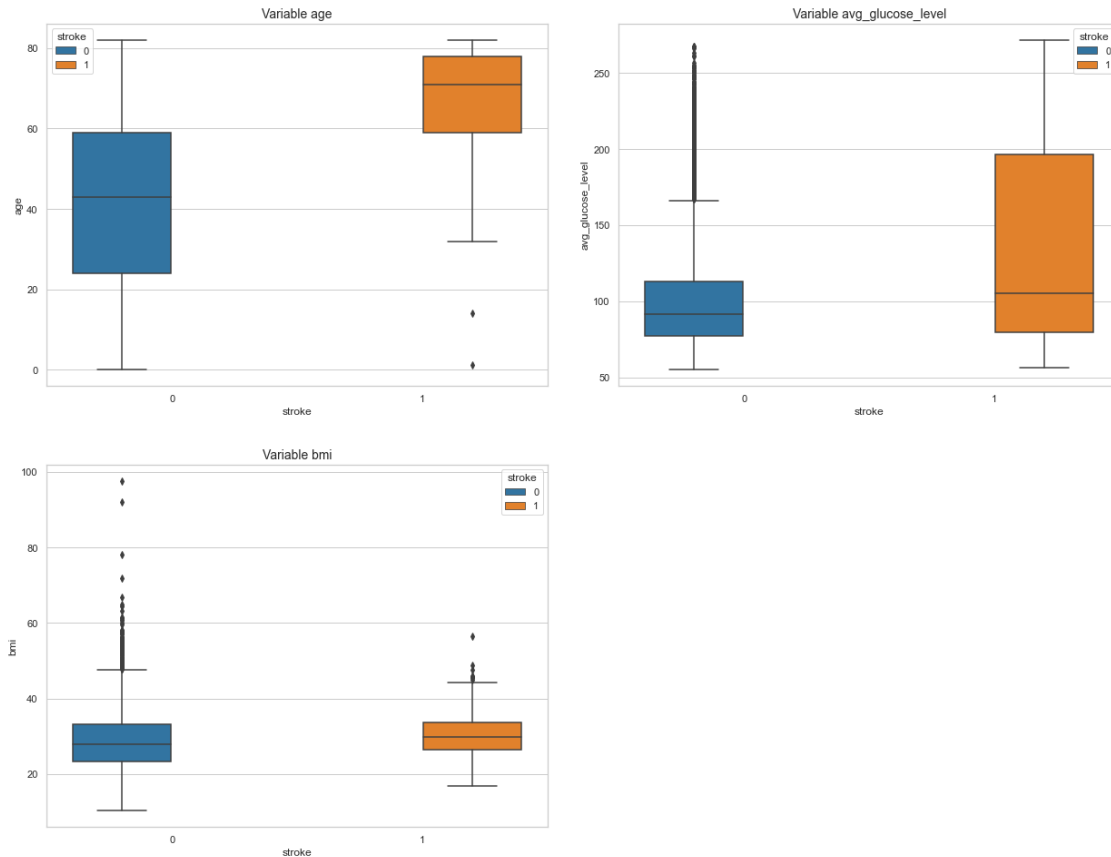 Variable age
stroke
0
1
80
60
40
20
0
age
0
1
stroke
Variable avg_glucose_level
stroke
0
1
250
200
150
100
50
avg_glucose_level
0
1
stroke
Variable bmi
stroke
0
1
100
80
60
40
20
bmi
0
1
stroke